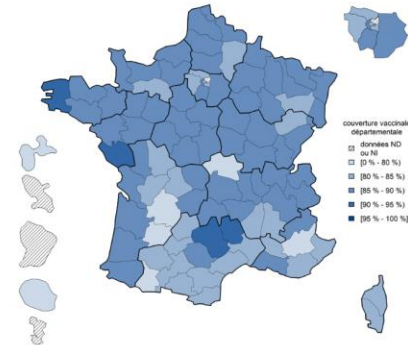 couverture vaccinale
départementale
données ND
ou NI
[0 % - 80 %)
[80 % - 85 %)
[85 % - 90 %)
[90 % - 95 %)
[95 % - 100 %]